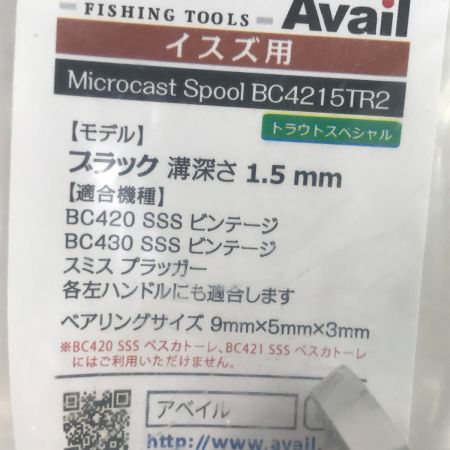 FISHING TOOLS
Avail
イスズ用
Microcast Spool BC4215TR2
トラウトスペシャル
【モデル】
ブラック 溝深さ 1.5 mm
【適合機種】
BC420 SSS ビンテージ
BC430 SSS ビンテージ
スミス プラッガー
各左ハンドルにも適合します
ベアリングサイズ 9mm×5mm×3mm
※BC420 SSS ペスカトーレ、BC421 SSS ペスカトーレ
にはご利用いただけません。
アベイル
http://www.avail.